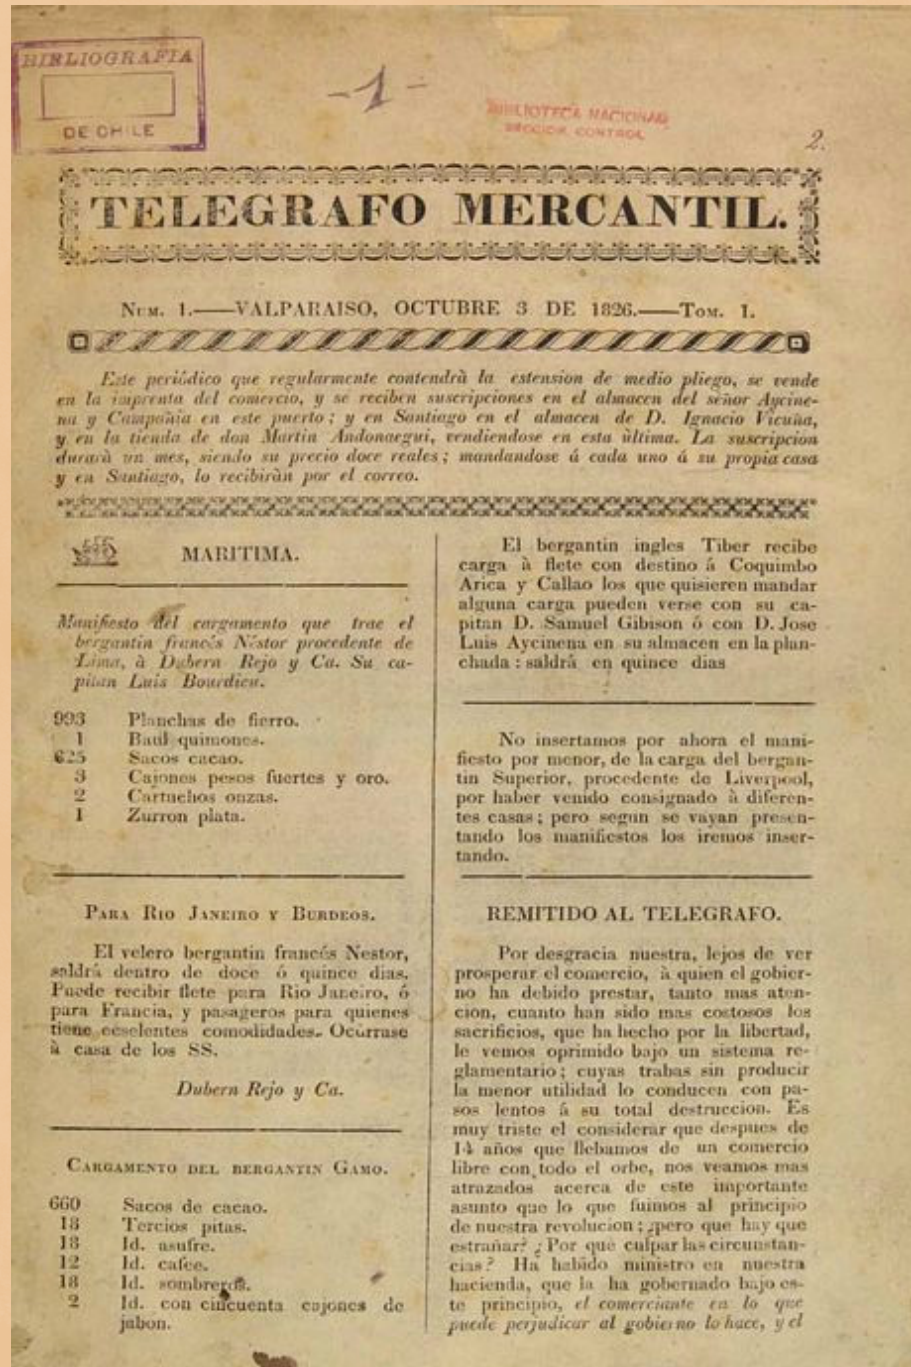 BIBLIOGRAFIA
DE CHILE
-1-
BIBLIOTECA NACIONAL
SECCION CONTROL
2.
TELEGRAFO MERCANTIL.
Num. 1.——VALPARAISO, OCTUBRE 3 DE 1826.——Tom. 1.
Este periódico que regularmente contendrà la estension de medio pliego, se vende
en la imprenta del comercio, y se reciben suscripciones en el almacen del señor Aycine-
na y Campañia en este puerto; y en Santiago en el almacen de D. Ignacio Vicuña,
y en la tienda de don Martin Andonaegui, vendiendose en esta ùltima. La suscripcion
durarà un mes, siendo su precio doce reales; mandandose á cada uno á su propia casa
y en Santiago, lo recibiràn por el correo.
MARITIMA.
Manifiesto del cargamento que trae el
bergantin francés Néstor procedente de
Lima, à Dubern Rejo y Ca. Su ca-
pitan Luis Bourdieu.
993 Planchas de fierro.
1 Baul quimones.
625 Sacos cacao.
3 Cajones pesos fuertes y oro.
2 Cartuchos onzas.
1 Zurron plata.
Para Rio Janeiro y Burdeos.
El velero bergantin francés Nestor,
saldrá dentro de doce ó quince dias.
Puede recibir flete para Rio Janeiro, ó
para Francia, y pasageros para quienes
tiene eselentes comodidades. Ocurrase
à casa de los SS.
Dubern Rejo y Ca.
Cargamento del bergantin Gamo.
660 Sacos de cacao.
18 Tercios pitas.
18 Id. asufre.
12 Id. cafee.
18 Id. sombreros.
2 Id. con cincuenta cajones de
jabon.
El bergantin ingles Tiber recibe
carga à flete con destino á Coquimbo
Arica y Callao los que quisieren mandar
alguna carga pueden verse con su ca-
pitan D. Samuel Gibison ó con D. Jose
Luis Aycinena en su almacen en la plan-
chada: saldrá en quince dias
No insertamos por ahora el mani-
fiesto por menor, de la carga del bergan-
tin Superior, procedente de Liverpool,
por haber venido consignado à diferen-
tes casas; pero segun se vayan presen-
tando los manifiestos los iremos inser-
tando.
REMITIDO AL TELEGRAFO.
Por desgracia nuestra, lejos de ver
prosperar el comercio, à quien el gobier-
no ha debido prestar, tanto mas aten-
cion, cuanto han sido mas costosos los
sacrificios, que ha hecho por la libertad,
le vemos oprimido bajo un sistema re-
glamentario; cuyas trabas sin producir
la menor utilidad lo conducen con pa-
sos lentos á su total destruccion. Es
muy triste el considerar que despues de
14 años que llebamos de un comercio
libre con todo el orbe, nos veamos mas
atrazados acerca de este importante
asunto que lo que fuimos al principio
de nuestra revolucion; ¿pero que hay que
estrañar? ¿Por que culpar las circunstan-
cias? Ha habido ministro en nuestra
hacienda, que la ha gobernado bajo es-
te principio, el comerciante en lo que
puede perjudicar al gobierno lo hace, y el